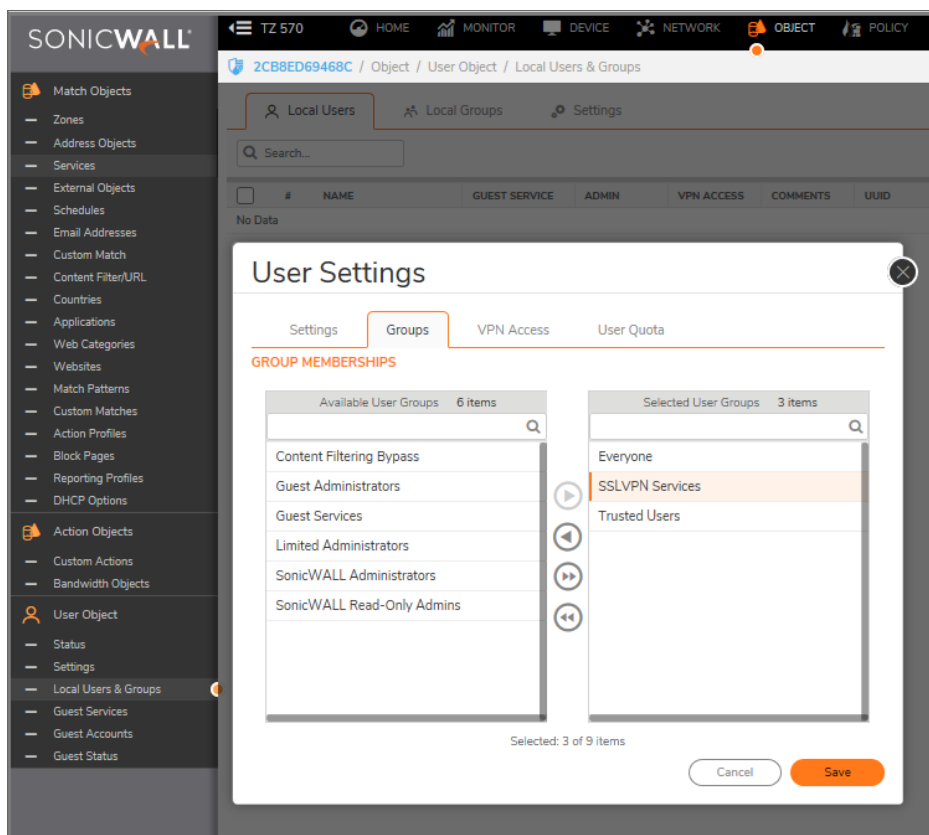 SONICWALL
TZ 570 HOME MONITOR DEVICE NETWORK OBJECT POLICY
2CB8ED69468C / Object / User Object / Local Users & Groups
Match Objects
Zones
Address Objects
Services
External Objects
Schedules
Email Addresses
Custom Match
Content Filter/URL
Countries
Applications
Web Categories
Websites
Match Patterns
Custom Matches
Action Profiles
Block Pages
Reporting Profiles
DHCP Options
Action Objects
Custom Actions
Bandwidth Objects
User Object
Status
Settings
Local Users & Groups
Guest Services
Guest Accounts
Guest Status
Local Users Local Groups Settings
Search...
# NAME GUEST SERVICE ADMIN VPN ACCESS COMMENTS UUID
No Data
User Settings
Settings Groups VPN Access User Quota
GROUP MEMBERSHIPS
Available User Groups 6 items
Content Filtering Bypass
Guest Administrators
Guest Services
Limited Administrators
SonicWALL Administrators
SonicWALL Read-Only Admins
Selected User Groups 3 items
Everyone
SSLVPN Services
Trusted Users
Selected: 3 of 9 items
Cancel Save